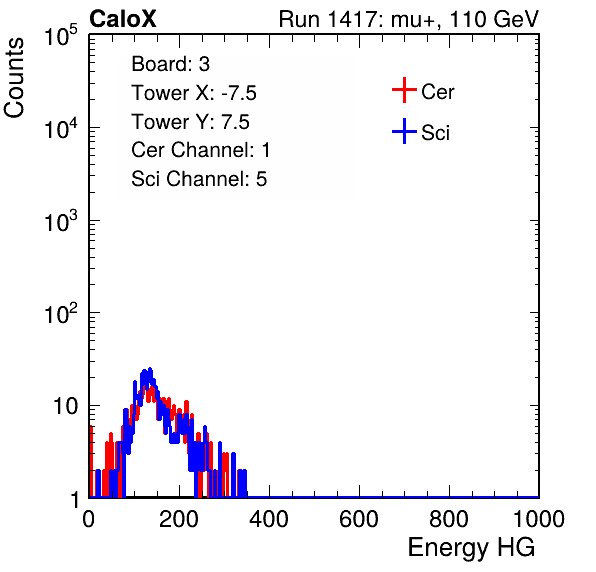 CaloX Run 1417: mu+, 110 GeV
Counts
Board: 3
Tower X: -7.5
Tower Y: 7.5
Cer Channel: 1
Sci Channel: 5
Cer
Sci
10^5
10^4
10^3
10^2
10
1
0 200 400 600 800 1000
Energy HG